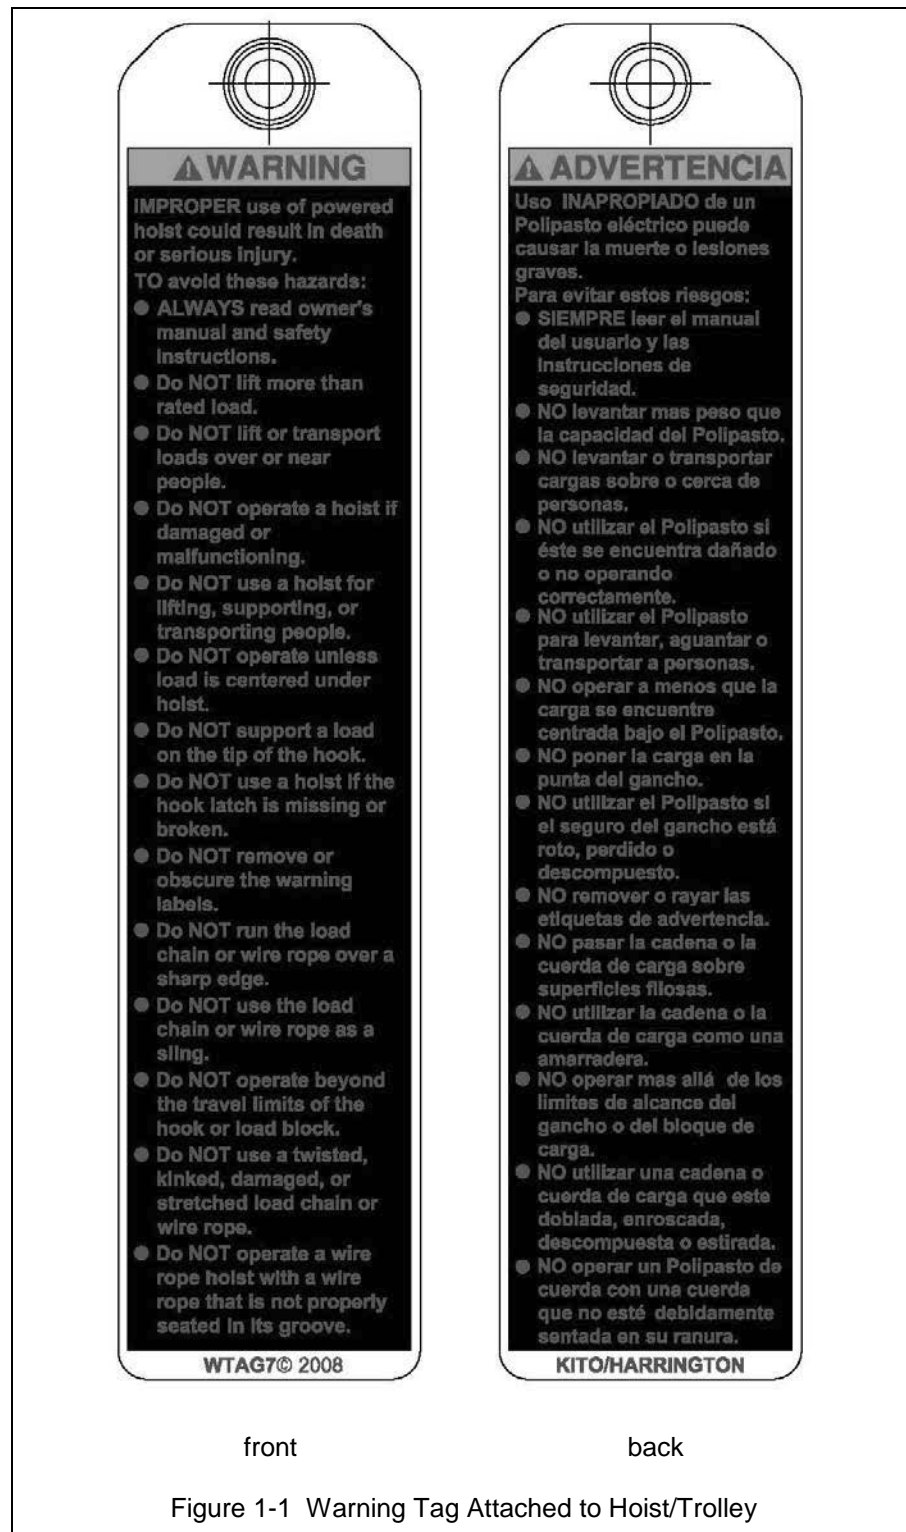 WARNING
IMPROPER use of powered
hoist could result in death
or serious injury.
TO avoid these hazards:
● ALWAYS read owner's
manual and safety
instructions.
● Do NOT lift more than
rated load.
● Do NOT lift or transport
loads over or near
people.
● Do NOT operate a hoist if
damaged or
malfunctioning.
● Do NOT use a hoist for
lifting, supporting, or
transporting people.
● Do NOT operate unless
load is centered under
hoist.
● Do NOT support a load
on the tip of the hook.
● Do NOT use a hoist if the
hook latch is missing or
broken.
● Do NOT remove or
obscure the warning
labels.
● Do NOT run the load
chain or wire rope over a
sharp edge.
● Do NOT use the load
chain or wire rope as a
sling.
● Do NOT operate beyond
the travel limits of the
hook or load block.
● Do NOT use a twisted,
kinked, damaged, or
stretched load chain or
wire rope.
● Do NOT operate a wire
rope hoist with a wire
rope that is not properly
seated in its groove.
WTAG7© 2008
front
ADVERTENCIA
Uso INAPROPIADO de un
Polipasto eléctrico puede
causar la muerte o lesiones
graves.
Para evitar estos riesgos:
● SIEMPRE leer el manual
del usuario y las
instrucciones de
seguridad.
● NO levantar mas peso que
la capacidad del Polipasto.
● NO levantar o transportar
cargas sobre o cerca de
personas.
● NO utilizar el Polipasto si
éste se encuentra dañado
o no operando
correctamente.
● NO utilizar el Polipasto
para levantar, aguantar o
transportar a personas.
● NO operar a menos que la
carga se encuentre
centrada bajo el Polipasto.
● NO poner la carga en la
punta del gancho.
● NO utilizar el Polipasto si
el seguro del gancho está
roto, perdido o
descompuesto.
● NO remover o rayar las
etiquetas de advertencia.
● NO pasar la cadena o la
cuerda de carga sobre
superficies filosas.
● NO utilizar la cadena o la
cuerda de carga como una
amarradera.
● NO operar mas allá de los
limites de alcance del
gancho o del bloque de
carga.
● NO utilizar una cadena o
cuerda de carga que este
doblada, enroscada,
descompuesta o estirada.
● NO operar un Polipasto de
cuerda con una cuerda
que no esté debidamente
sentada en su ranura.
KITO/HARRINGTON
back
Figure 1-1 Warning Tag Attached to Hoist/Trolley